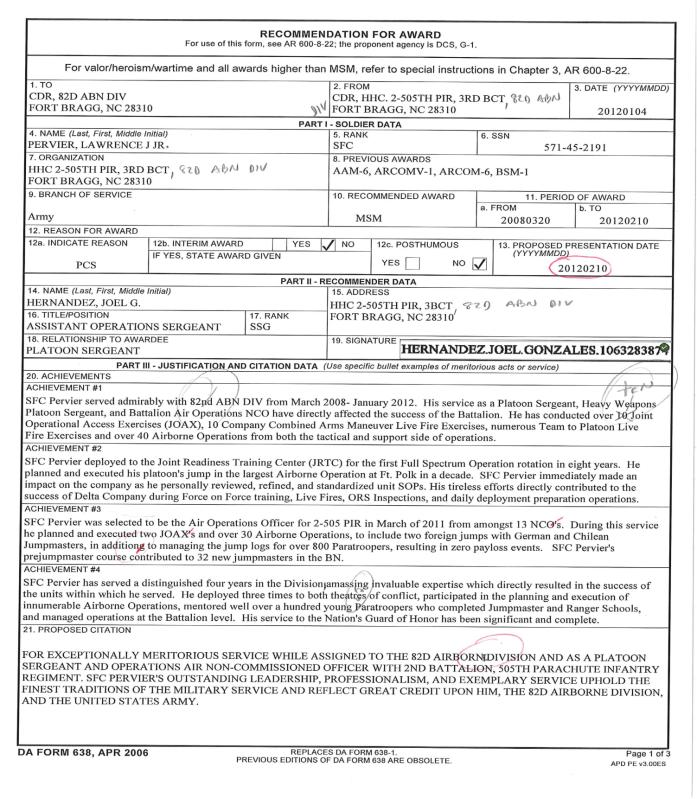 RECOMMENDATION FOR AWARD
For use of this form, see AR 600-8-22; the proponent agency is DCS, G-1.
For valor/heroism/wartime and all awards higher than MSM, refer to special instructions in Chapter 3, AR 600-8-22.
1. TO
CDR, 82D ABN DIV
FORT BRAGG, NC 28310
2. FROM
CDR, HHC. 2-505TH PIR, 3RD BCT, 82D ABN
DIV FORT BRAGG, NC 28310
3. DATE (YYYYMMDD)
20120104
PART I - SOLDIER DATA
4. NAME (Last, First, Middle Initial)
PERVIER, LAWRENCE J JR.
5. RANK
SFC
6. SSN
571-45-2191
7. ORGANIZATION
HHC 2-505TH PIR, 3RD BCT, 82D ABN DIV
FORT BRAGG, NC 28310
8. PREVIOUS AWARDS
AAM-6, ARCOMV-1, ARCOM-6, BSM-1
9. BRANCH OF SERVICE
Army
10. RECOMMENDED AWARD
MSM
11. PERIOD OF AWARD
a. FROM
20080320
b. TO
20120210
12. REASON FOR AWARD
12a. INDICATE REASON
PCS
12b. INTERIM AWARD YES NO
IF YES, STATE AWARD GIVEN
12c. POSTHUMOUS
YES NO
13. PROPOSED PRESENTATION DATE
(YYYYMMDD)
20120210
PART II - RECOMMENDER DATA
14. NAME (Last, First, Middle Initial)
HERNANDEZ, JOEL G.
15. ADDRESS
HHC 2-505TH PIR, 3BCT, 82D ABN DIV
FORT BRAGG, NC 28310
16. TITLE/POSITION
ASSISTANT OPERATIONS SERGEANT
17. RANK
SSG
18. RELATIONSHIP TO AWARDEE
PLATOON SERGEANT
19. SIGNATURE
HERNANDEZ.JOEL.GONZALES.1063283879
PART III - JUSTIFICATION AND CITATION DATA (Use specific bullet examples of meritorious acts or service)
20. ACHIEVEMENTS
ACHIEVEMENT #1
ten
SFC Pervier served admirably with 82nd ABN DIV from March 2008- January 2012. His service as a Platoon Sergeant, Heavy Weapons
Platoon Sergeant, and Battalion Air Operations NCO have directly affected the success of the Battalion. He has conducted over 10 Joint
Operational Access Exercises (JOAX), 10 Company Combined Arms Maneuver Live Fire Exercises, numerous Team to Platoon Live
Fire Exercises and over 40 Airborne Operations from both the tactical and support side of operations.
ACHIEVEMENT #2
SFC Pervier deployed to the Joint Readiness Training Center (JRTC) for the first Full Spectrum Operation rotation in eight years. He
planned and executed his platoon's jump in the largest Airborne Operation at Ft. Polk in a decade. SFC Pervier immediately made an
impact on the company as he personally reviewed, refined, and standardized unit SOPs. His tireless efforts directly contributed to the
success of Delta Company during Force on Force training, Live Fires, ORS Inspections, and daily deployment preparation operations.
ACHIEVEMENT #3
SFC Pervier was selected to be the Air Operations Officer for 2-505 PIR in March of 2011 from amongst 13 NCO's. During this service
he planned and executed two JOAX's and over 30 Airborne Operations, to include two foreign jumps with German and Chilean
Jumpmasters, in additiong to managing the jump logs for over 800 Paratroopers, resulting in zero payloss events. SFC Pervier's
prejumpmaster course contributed to 32 new jumpmasters in the BN.
ACHIEVEMENT #4
SFC Pervier has served a distinguished four years in the Divisionamassing invaluable expertise which directly resulted in the success of
the units within which he served. He deployed three times to both theatres of conflict, participated in the planning and execution of
innumerable Airborne Operations, mentored well over a hundred young Paratroopers who completed Jumpmaster and Ranger Schools,
and managed operations at the Battalion level. His service to the Nation's Guard of Honor has been significant and complete.
21. PROPOSED CITATION
FOR EXCEPTIONALLY MERITORIOUS SERVICE WHILE ASSIGNED TO THE 82D AIRBORNDIVISION AND AS A PLATOON
SERGEANT AND OPERATIONS AIR NON-COMMISSIONED OFFICER WITH 2ND BATTALION, 505TH PARACHUTE INFANTRY
REGIMENT. SFC PERVIER'S OUTSTANDING LEADERSHIP, PROFESSIONALISM, AND EXEMPLARY SERVICE UPHOLD THE
FINEST TRADITIONS OF THE MILITARY SERVICE AND REFLECT GREAT CREDIT UPON HIM, THE 82D AIRBORNE DIVISION,
AND THE UNITED STATES ARMY.
DA FORM 638, APR 2006
REPLACES DA FORM 638-1.
PREVIOUS EDITIONS OF DA FORM 638 ARE OBSOLETE.
Page 1 of 3
APD PE v3.00ES